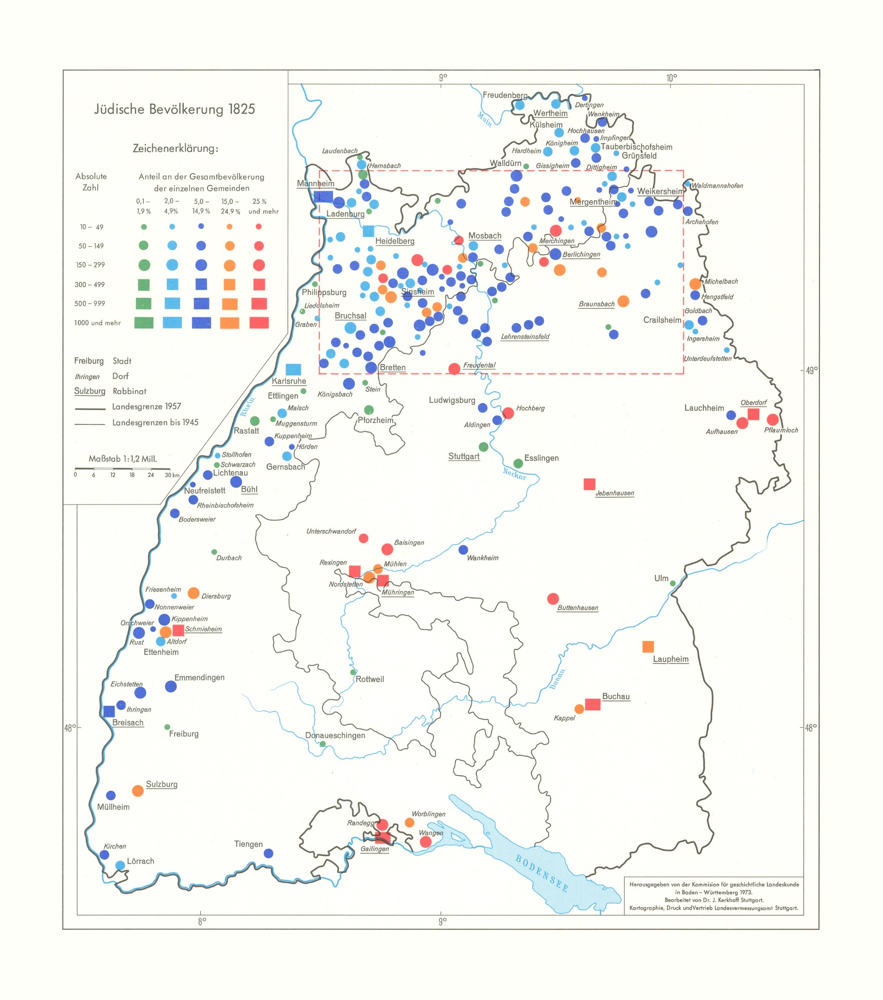 Jüdische Bevölkerung 1825
Zeichenerklärung:
Absolute
Zahl
Anteil an der Gesamtbevölkerung
der einzelnen Gemeinden
0,1 – 2,0 – 5,0 – 15,0 – 25 %
1,9 % 4,9% 14,9 % 24,9 % und mehr
10 – 49
50 – 149
150 – 299
300 – 499
500 – 999
1000 und mehr
Freiburg Stadt
Ihringen Dorf
Sulzburg Rabbinat
Landesgrenze 1957
Landesgrenzen bis 1945
Maßstab 1:1,2 Mill.
0 6 12 18 24 30 km
9° 10°
Freudenberg
Main
Wertheim
Dertingen
Wenkheim
Külsheim
Hochhausen
Impfingen
Königheim
Tauberbischofsheim
Hardheim
Grünsfeld
Laudenbach
Hemsbach
Walldürn
Gissigheim
Dittigheim
Mannheim
Waldmannshofen
Weikersheim
Mergentheim
Ladenburg
Archshofen
Heidelberg
Mosbach
Merchingen
Berlichingen
Philippsburg
Sinsheim
Michelbach
Hengstfeld
Liedolsheim
Braunsbach
Goldbach
Graben
Bruchsal
Crailsheim
Ingersheim
Lehrensteinsfeld
Unterdeufstetten
Bretten
Freudental
49°
Karlsruhe
Stein
Königsbach
Ettlingen
Rhein
Malsch
Ludwigsburg
Hochberg
Lauchheim
Oberdorf
Muggensturm
Pforzheim
Aldingen
Aufhausen
Pflaumloch
Rastatt
Kuppenheim
Hörden
Stollhofen
Stuttgart
Esslingen
Schwarzach
Gernsbach
Lichtenau
Neckar
Neufreistett
Bühl
Jebenhausen
Rheinbischofsheim
Bodersweier
Unterschwandorf
Baisingen
Durbach
Wankheim
Rexingen
Mühlen
Nordstetten
Ulm
Mühringen
Friesenheim
Diersburg
Nonnenweier
Buttenhausen
Kippenheim
Orschweier
Schmieheim
Rust
Altdorf
Ettenheim
Laupheim
Donau
Emmendingen
Rottweil
Eichstetten
Buchau
Ihringen
Kappel
Breisach
48° 48°
Freiburg
Donaueschingen
Sulzburg
Müllheim
Worblingen
Randegg
Wangen
Kirchen
Tiengen
Gailingen
Lörrach
BODENSEE
Herausgegeben von der Kommision für geschichtliche Landeskunde
in Baden – Württemberg 1973.
Bearbeitet von Dr. J. Kerkhoff Stuttgart.
Kartographie, Druck und Vertrieb Landesvermessungsamt Stuttgart.
8° 9°